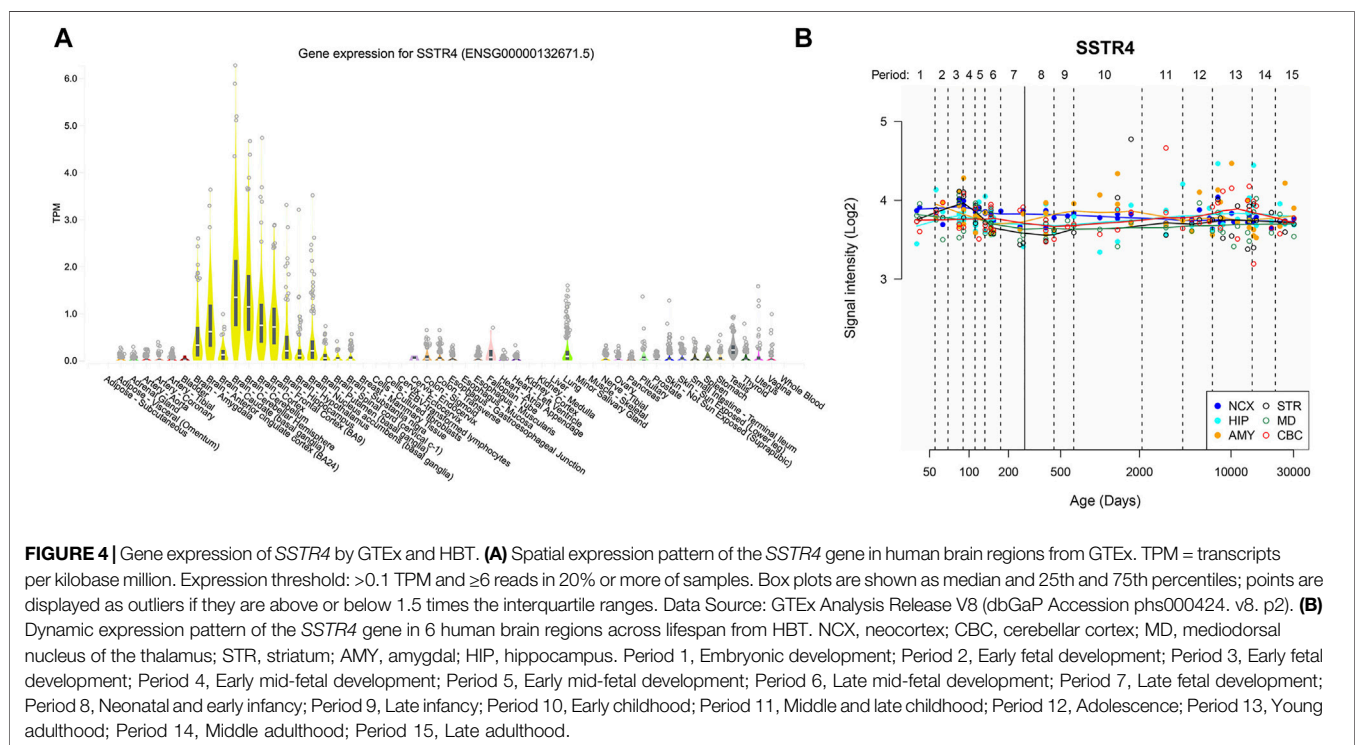 A
Gene expression for SSTR4 (ENSG00000132671.5)
TPM
6.0
5.0
4.0
3.0
2.0
1.0
0.0
Adipose - Subcutaneous
Adipose - Visceral (Omentum)
Adrenal Gland
Artery - Aorta
Artery - Coronary
Artery - Tibial
Bladder
Brain - Amygdala
Brain - Anterior cingulate cortex (BA24)
Brain - Caudate (basal ganglia)
Brain - Cerebellar Hemisphere
Brain - Cerebellum
Brain - Cortex
Brain - Frontal Cortex (BA9)
Brain - Hippocampus
Brain - Hypothalamus
Brain - Nucleus accumbens (basal ganglia)
Brain - Putamen (basal ganglia)
Brain - Spinal cord (cervical c-1)
Brain - Substantia nigra
Breast - Mammary Tissue
Cells - Cultured fibroblasts
Cells - EBV-transformed lymphocytes
Cervix - Ectocervix
Cervix - Endocervix
Colon - Sigmoid
Colon - Transverse
Esophagus - Gastroesophageal Junction
Esophagus - Mucosa
Esophagus - Muscularis
Fallopian Tube
Heart - Atrial Appendage
Heart - Left Ventricle
Kidney - Cortex
Kidney - Medulla
Liver
Lung
Minor Salivary Gland
Muscle - Skeletal
Nerve - Tibial
Ovary
Pancreas
Pituitary
Prostate
Skin - Not Sun Exposed (Suprapubic)
Skin - Sun Exposed (Lower leg)
Small Intestine - Terminal Ileum
Spleen
Stomach
Testis
Thyroid
Uterus
Vagina
Whole Blood
B
SSTR4
Period: 1 2 3 4 5 6 7 8 9 10 11 12 13 14 15
Signal intensity (Log2)
5
4
3
NCX STR
HIP MD
AMY CBC
50 100 200 500 2000 10000 30000
Age (Days)
FIGURE 4 | Gene expression of SSTR4 by GTEx and HBT. (A) Spatial expression pattern of the SSTR4 gene in human brain regions from GTEx. TPM = transcripts
per kilobase million. Expression threshold: >0.1 TPM and ≥6 reads in 20% or more of samples. Box plots are shown as median and 25th and 75th percentiles; points are
displayed as outliers if they are above or below 1.5 times the interquartile ranges. Data Source: GTEx Analysis Release V8 (dbGaP Accession phs000424. v8. p2). (B)
Dynamic expression pattern of the SSTR4 gene in 6 human brain regions across lifespan from HBT. NCX, neocortex; CBC, cerebellar cortex; MD, mediodorsal
nucleus of the thalamus; STR, striatum; AMY, amygdal; HIP, hippocampus. Period 1, Embryonic development; Period 2, Early fetal development; Period 3, Early fetal
development; Period 4, Early mid-fetal development; Period 5, Early mid-fetal development; Period 6, Late mid-fetal development; Period 7, Late fetal development;
Period 8, Neonatal and early infancy; Period 9, Late infancy; Period 10, Early childhood; Period 11, Middle and late childhood; Period 12, Adolescence; Period 13, Young
adulthood; Period 14, Middle adulthood; Period 15, Late adulthood.